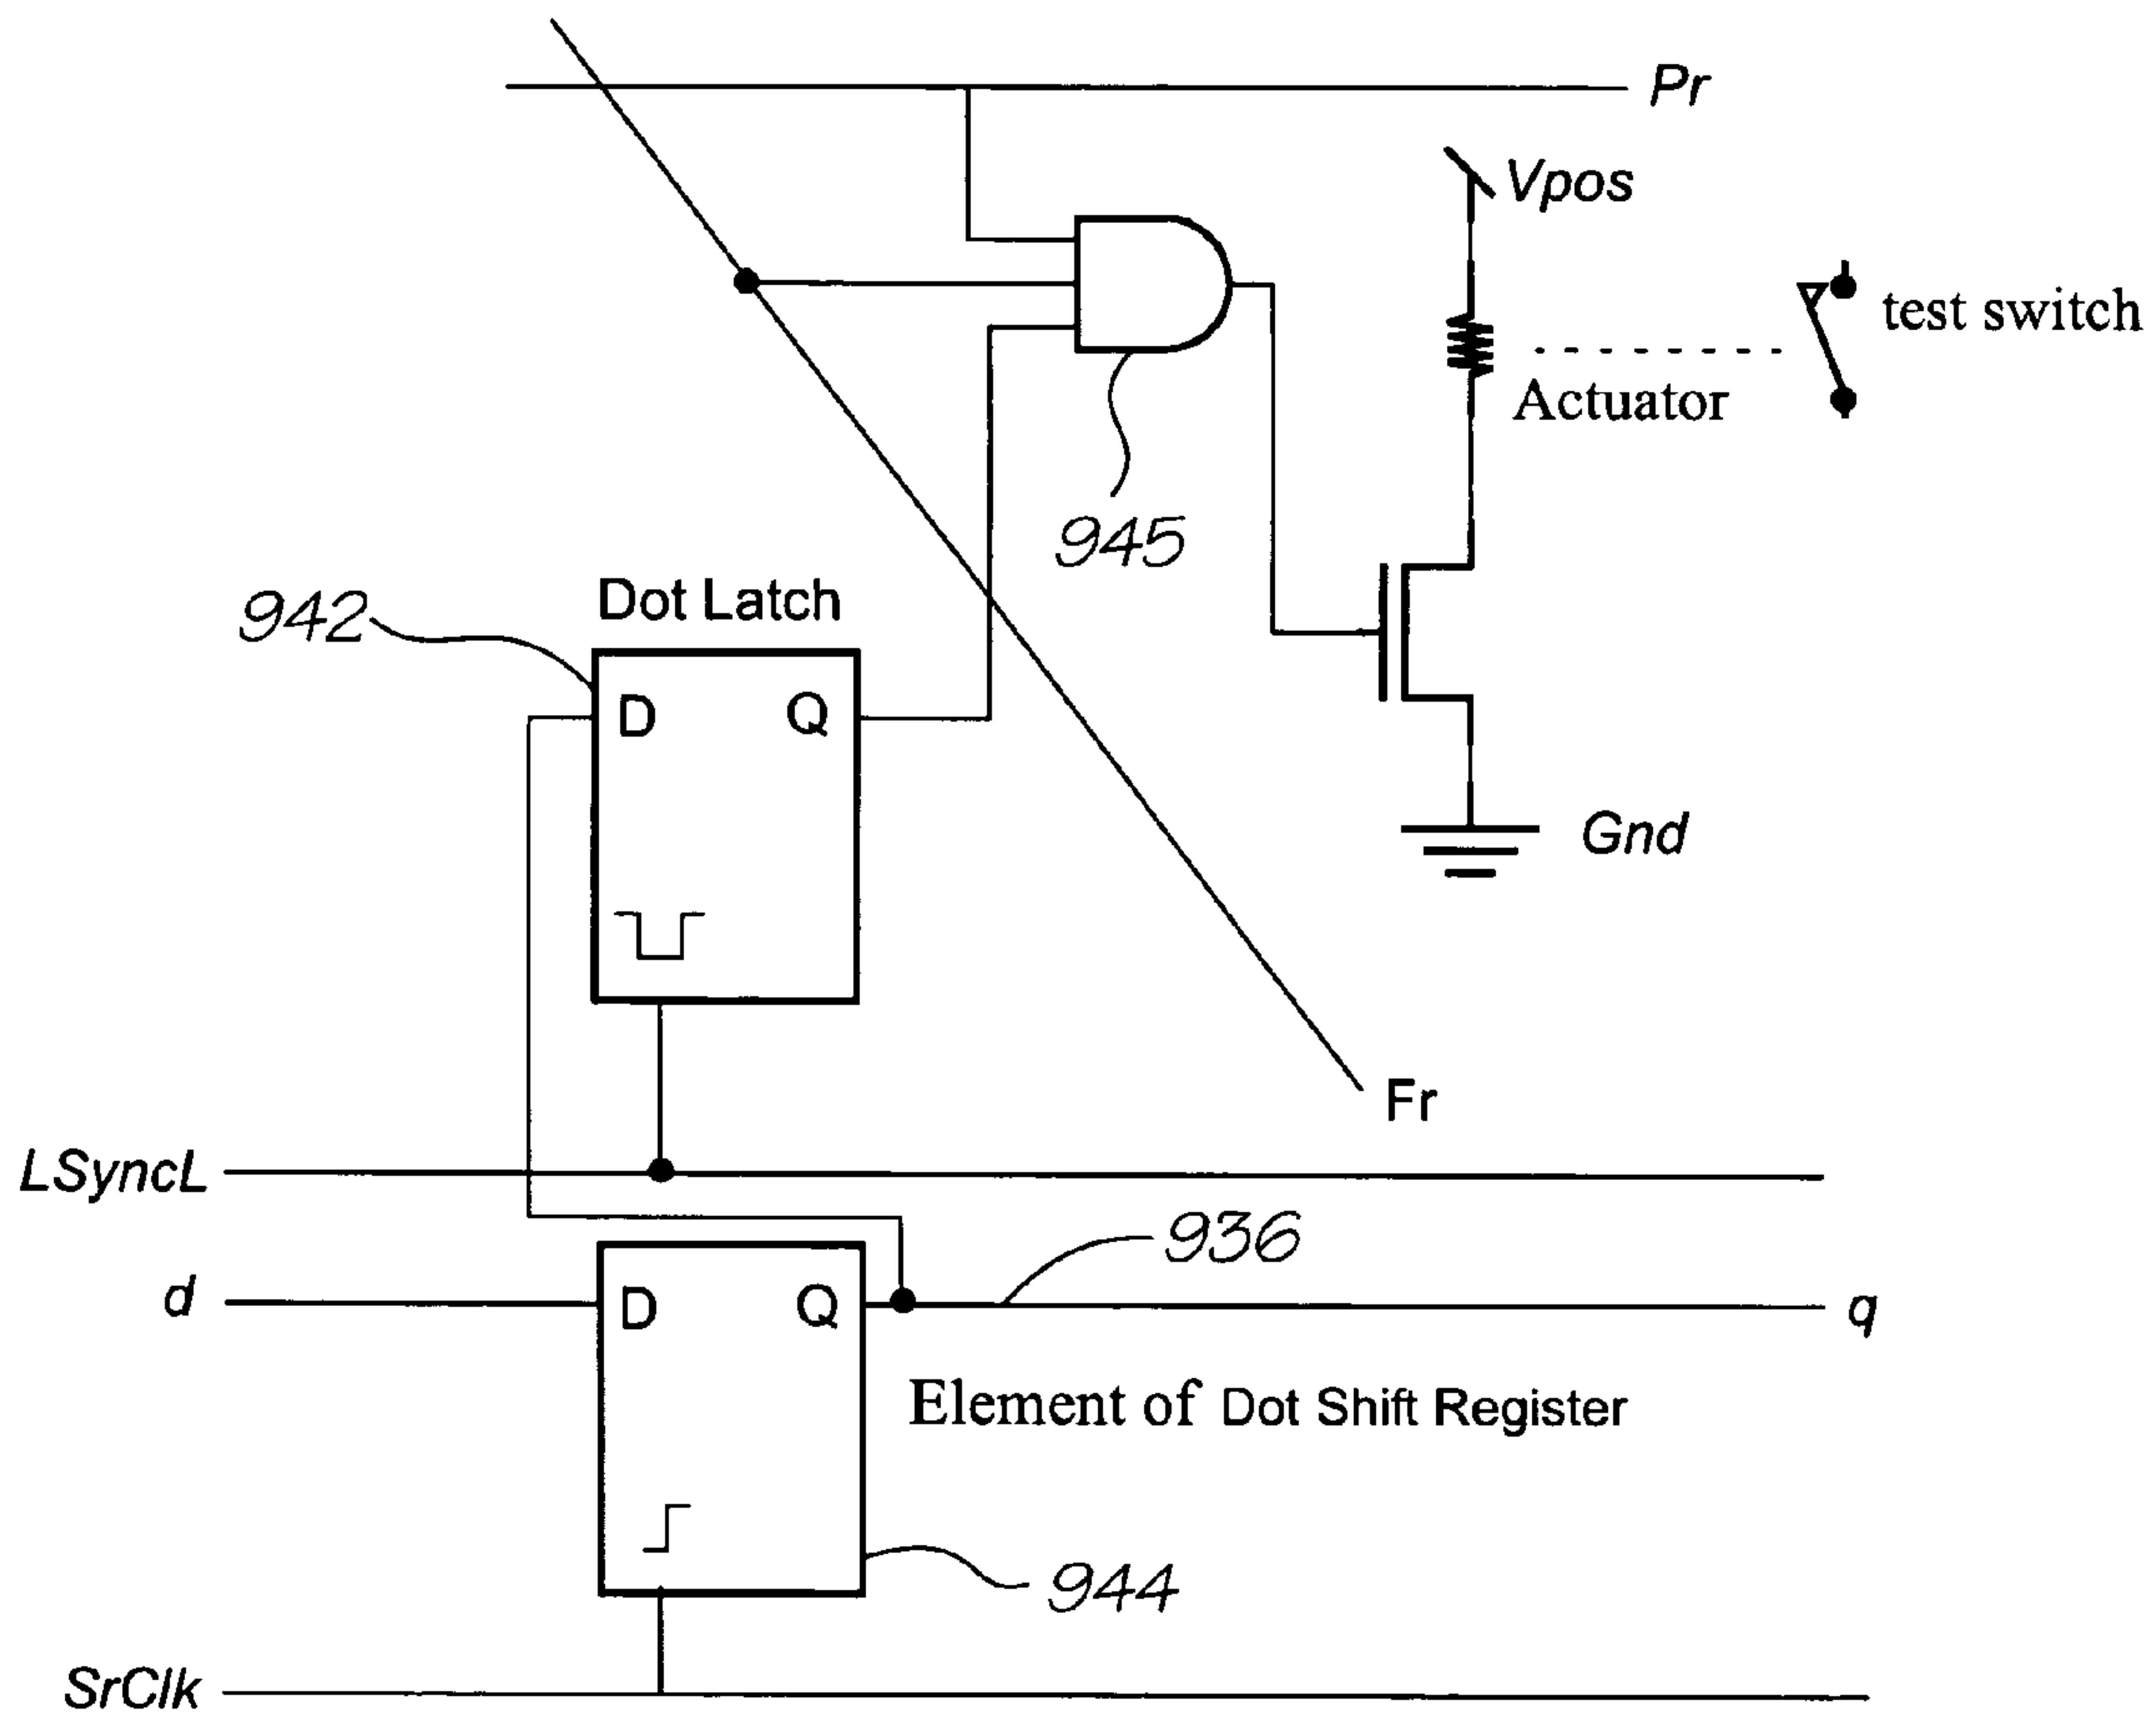 Pr
Vpos
test switch
Actuator
945
942
Dot Latch
D Q
Gnd
Fr
LSyncL
936
d
D Q
q
Element of Dot Shift Register
944
SrClk